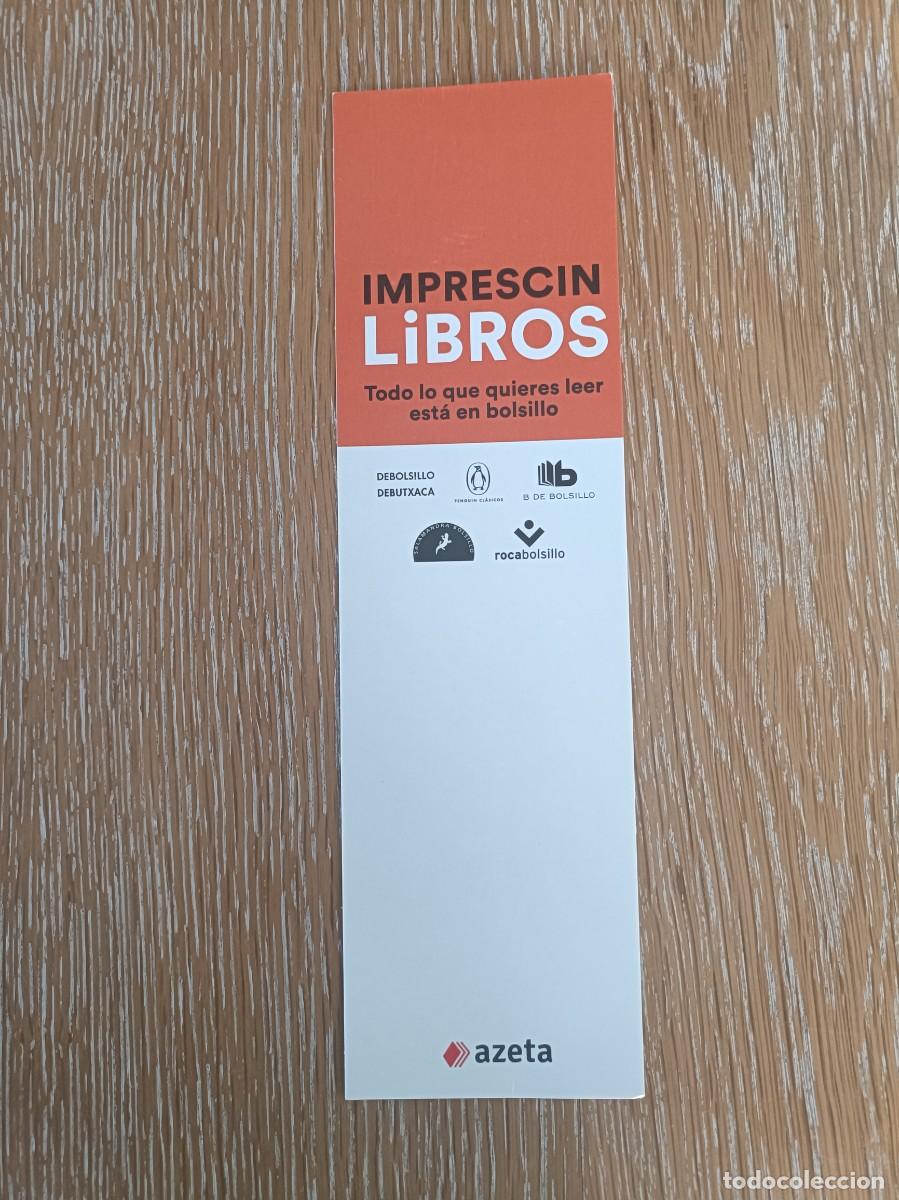 IMPRESCIN
LiBROS
Todo lo que quieres leer
está en bolsillo
DEBOLSILLO
DEBUTXACA
PENGUIN CLÁSICOS
b
B DE BOLSILLO
SALAMANDRA BOLSILLO
rocabolsillo
azeta
todocoleccion